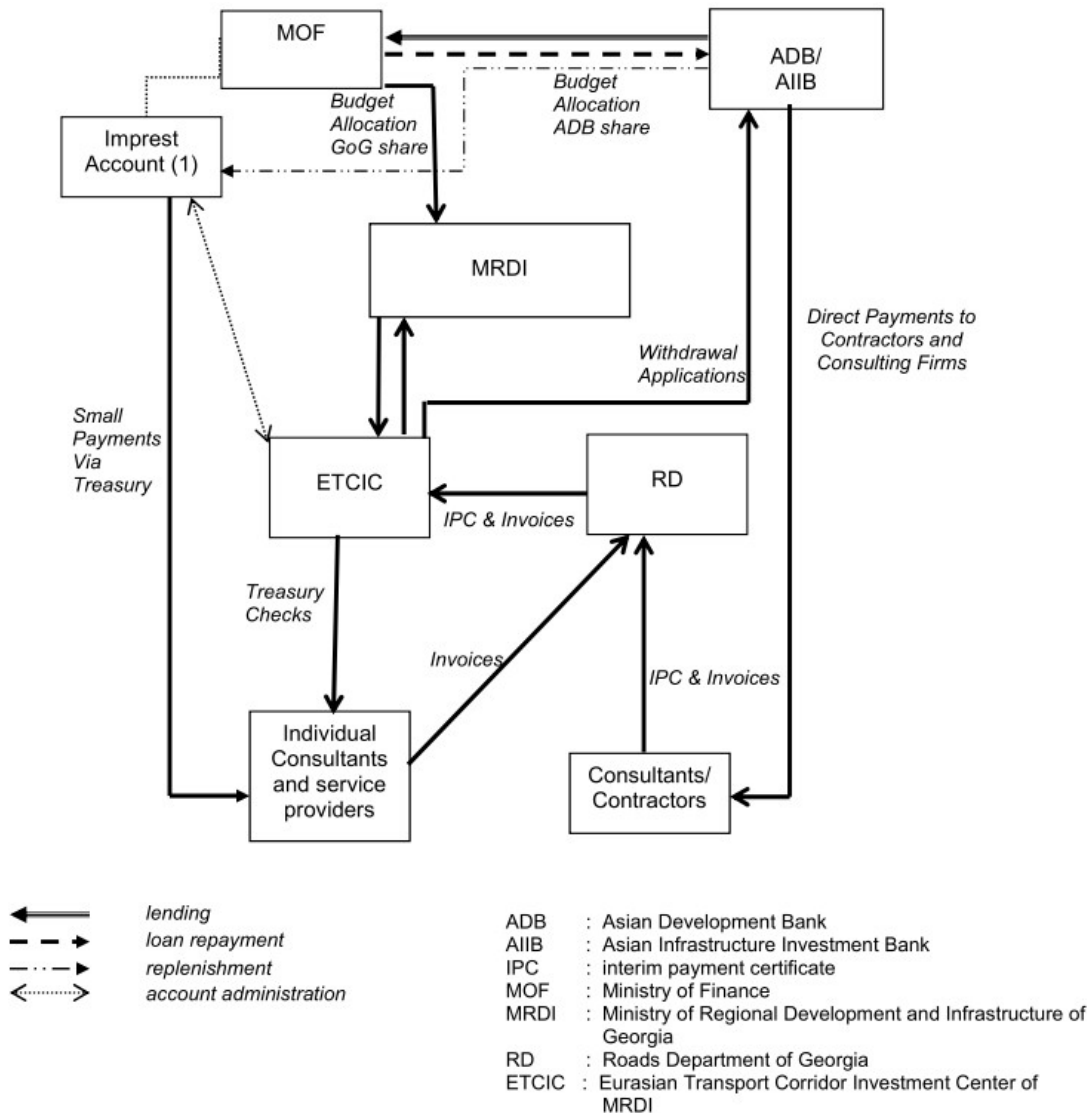 MOF
ADB/
AIIB
Budget
Allocation
GoG share
Budget
Allocation
ADB share
Imprest
Account (1)
MRDI
Direct Payments to
Contractors and
Consulting Firms
Withdrawal
Applications
Small
Payments
Via
Treasury
ETCIC
RD
IPC & Invoices
Treasury
Checks
Invoices
IPC & Invoices
Individual
Consultants
and service
providers
Consultants/
Contractors
lending
loan repayment
replenishment
account administration
ADB : Asian Development Bank
AIIB : Asian Infrastructure Investment Bank
IPC : interim payment certificate
MOF : Ministry of Finance
MRDI : Ministry of Regional Development and Infrastructure of
Georgia
RD : Roads Department of Georgia
ETCIC : Eurasian Transport Corridor Investment Center of
MRDI